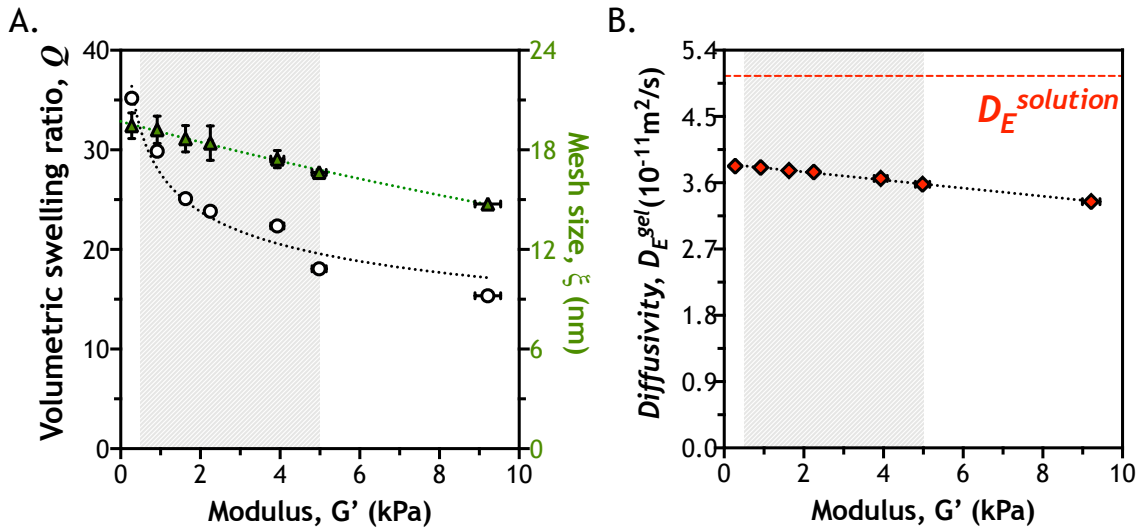 A.
Volumetric swelling ratio, Q
40
30
20
10
0
24
18
12
6
0
Mesh size, ξ (nm)
0 2 4 6 8 10
Modulus, G’ (kPa)
B.
Diffusivity, D_E^gel (10^-11 m^2/s)
5.4
4.5
3.6
2.7
1.8
0.9
0.0
D_E^solution
0 2 4 6 8 10
Modulus, G’ (kPa)